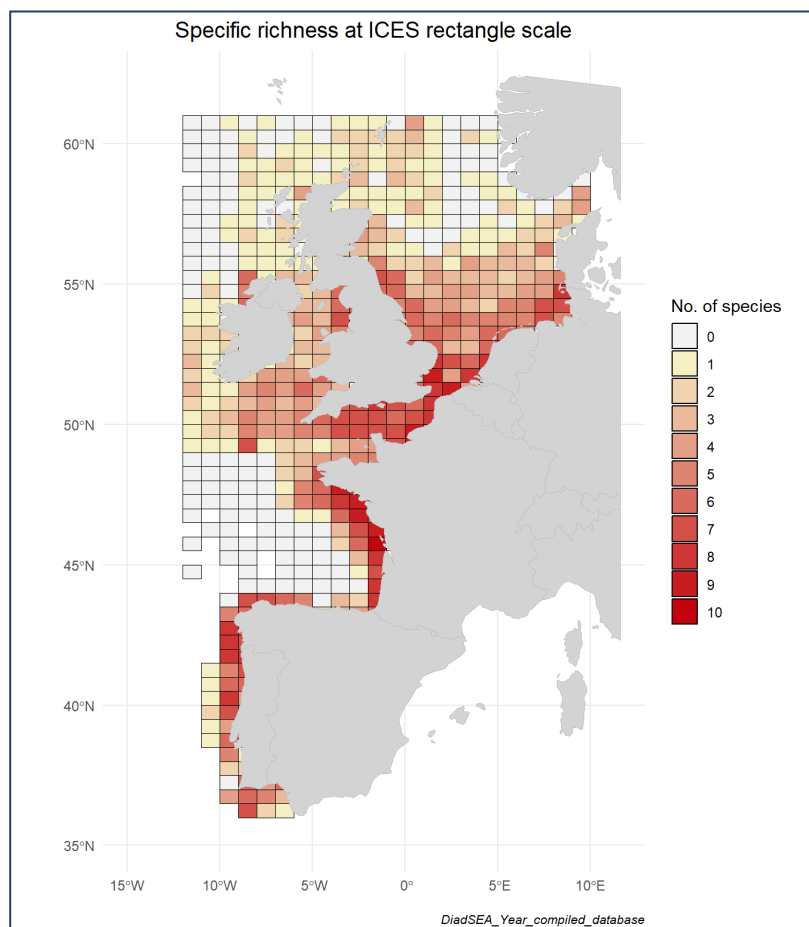 Specific richness at ICES rectangle scale
60°N
55°N
50°N
45°N
40°N
35°N
15°W
10°W
5°W
0°
5°E
10°E
No. of species
0
1
2
3
4
5
6
7
8
9
10
DiadSEA_Year_compiled_database